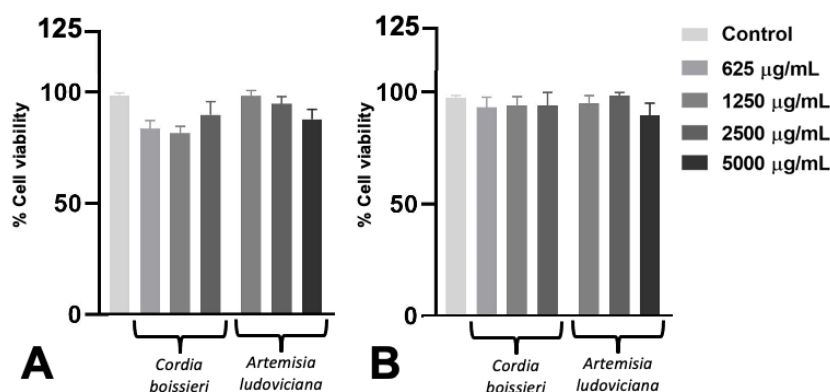 125
100
50
0
% Cell viability
A
Cordia
boissieri
Artemisia
ludoviciana
125
100
50
0
% Cell viability
B
Cordia
boissieri
Artemisia
ludoviciana
Control
625 μg/mL
1250 μg/mL
2500 μg/mL
5000 μg/mL